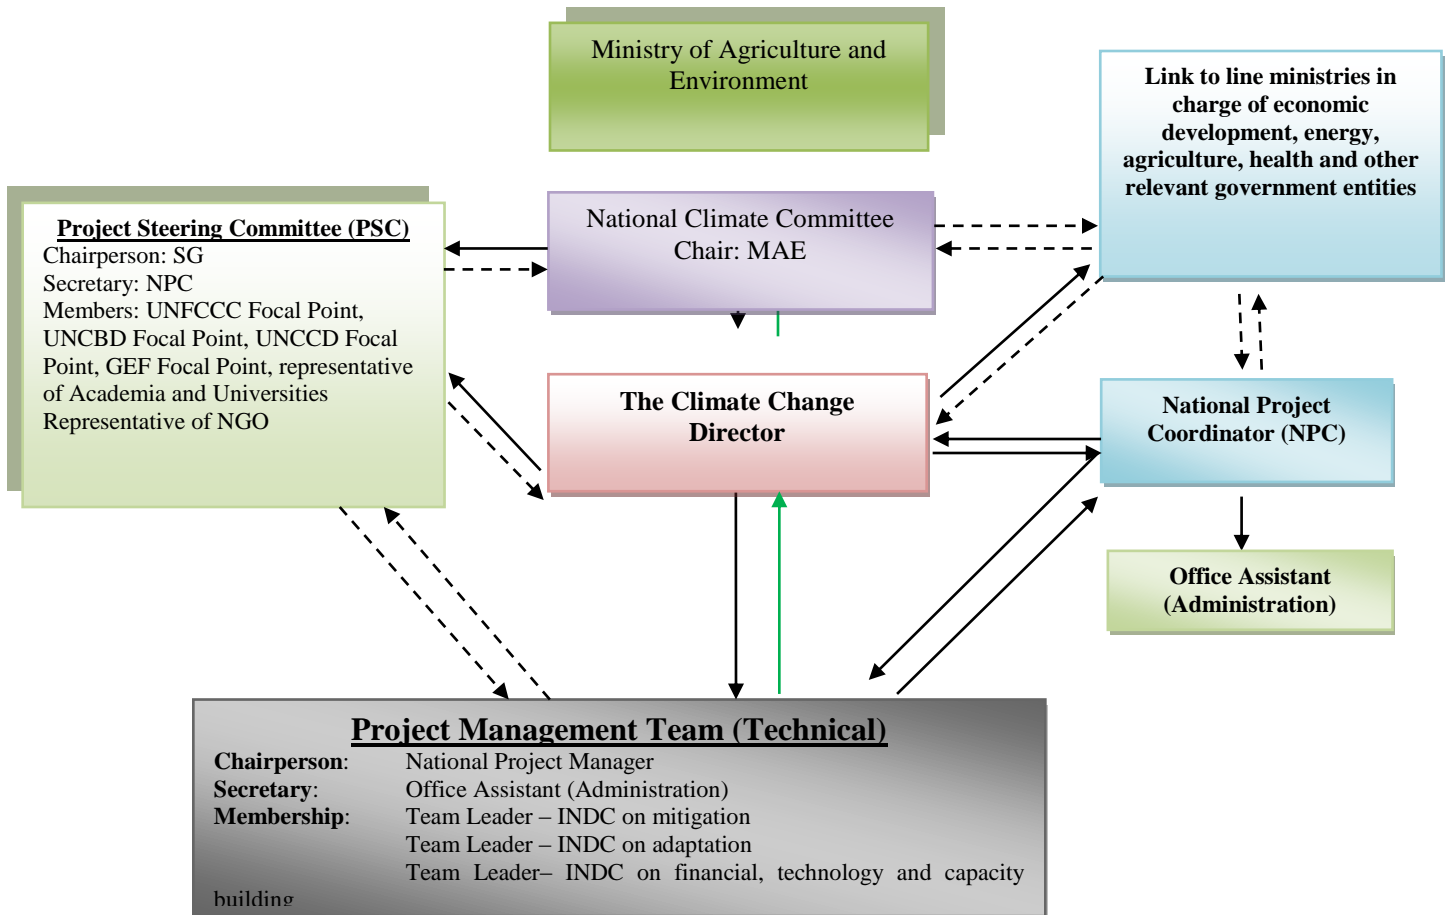 Ministry of Agriculture and
Environment
Link to line ministries in
charge of economic
development, energy,
agriculture, health and other
relevant government entities
Project Steering Committee (PSC)
Chairperson: SG
Secretary: NPC
Members: UNFCCC Focal Point,
UNCBD Focal Point, UNCCD Focal
Point, GEF Focal Point, representative
of Academia and Universities
Representative of NGO
National Climate Committee
Chair: MAE
The Climate Change
Director
National Project
Coordinator (NPC)
Office Assistant
(Administration)
Project Management Team (Technical)
Chairperson: National Project Manager
Secretary: Office Assistant (Administration)
Membership: Team Leader – INDC on mitigation
Team Leader – INDC on adaptation
Team Leader– INDC on financial, technology and capacity
building